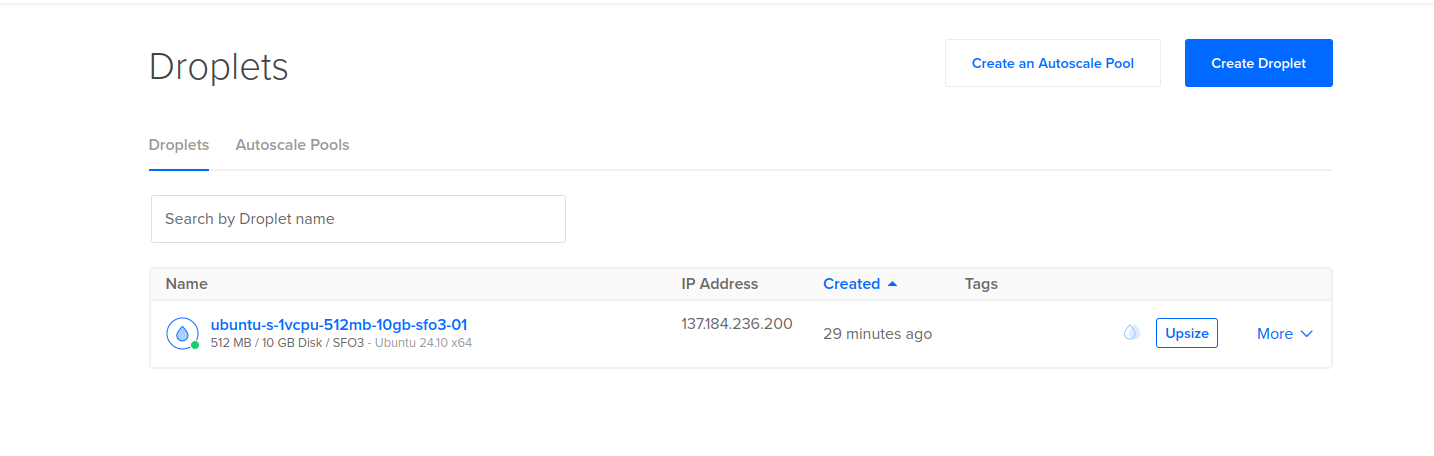 Droplets
Create an Autoscale Pool
Create Droplet
Droplets
Autoscale Pools
Search by Droplet name
Name IP Address Created Tags
ubuntu-s-1vcpu-512mb-10gb-sfo3-01 137.184.236.200 29 minutes ago Upsize More
512 MB / 10 GB Disk / SFO3 - Ubuntu 24.10 x64